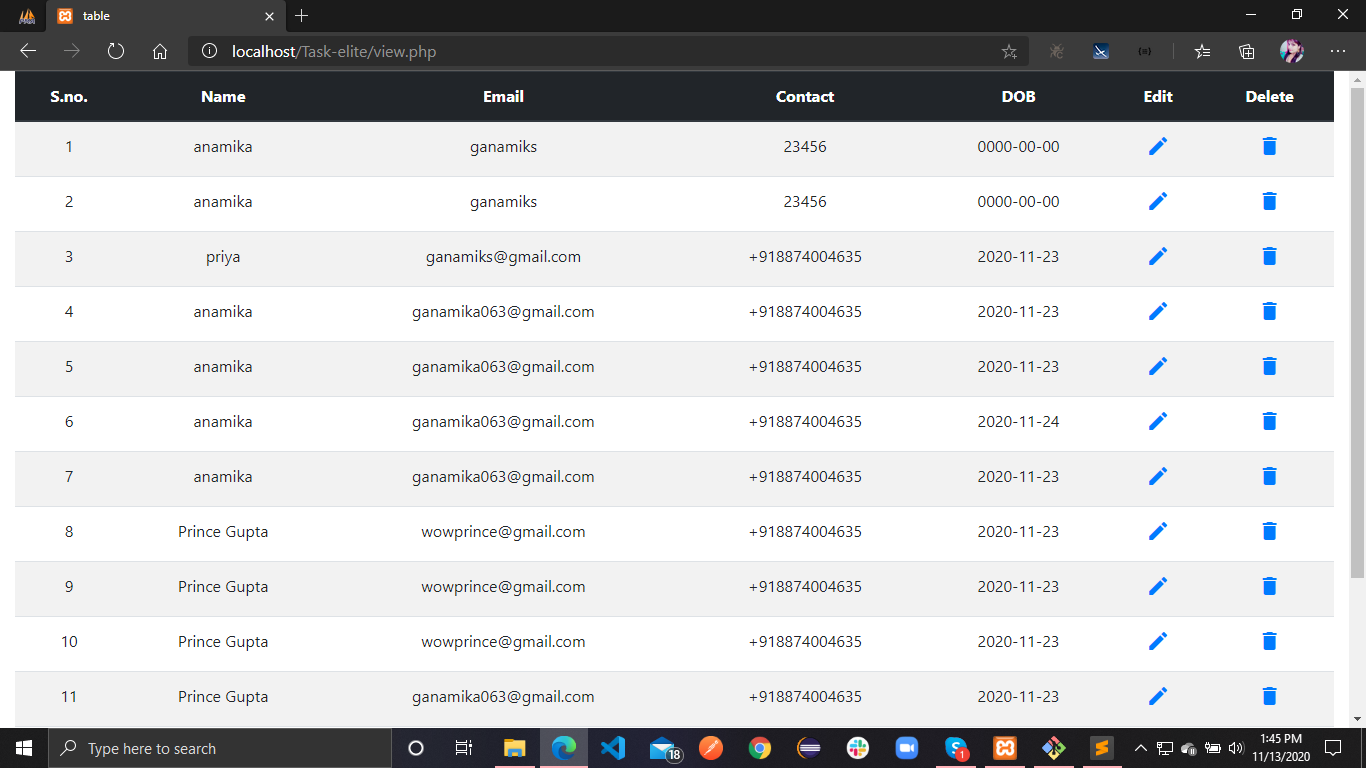 table
localhost/Task-elite/view.php
S.no. Name Email Contact DOB Edit Delete
1 anamika ganamiks 23456 0000-00-00
2 anamika ganamiks 23456 0000-00-00
3 priya ganamiks@gmail.com +918874004635 2020-11-23
4 anamika ganamika063@gmail.com +918874004635 2020-11-23
5 anamika ganamika063@gmail.com +918874004635 2020-11-23
6 anamika ganamika063@gmail.com +918874004635 2020-11-24
7 anamika ganamika063@gmail.com +918874004635 2020-11-23
8 Prince Gupta wowprince@gmail.com +918874004635 2020-11-23
9 Prince Gupta wowprince@gmail.com +918874004635 2020-11-23
10 Prince Gupta wowprince@gmail.com +918874004635 2020-11-23
11 Prince Gupta ganamika063@gmail.com +918874004635 2020-11-23
Type here to search
18
1
1:45 PM
11/13/2020